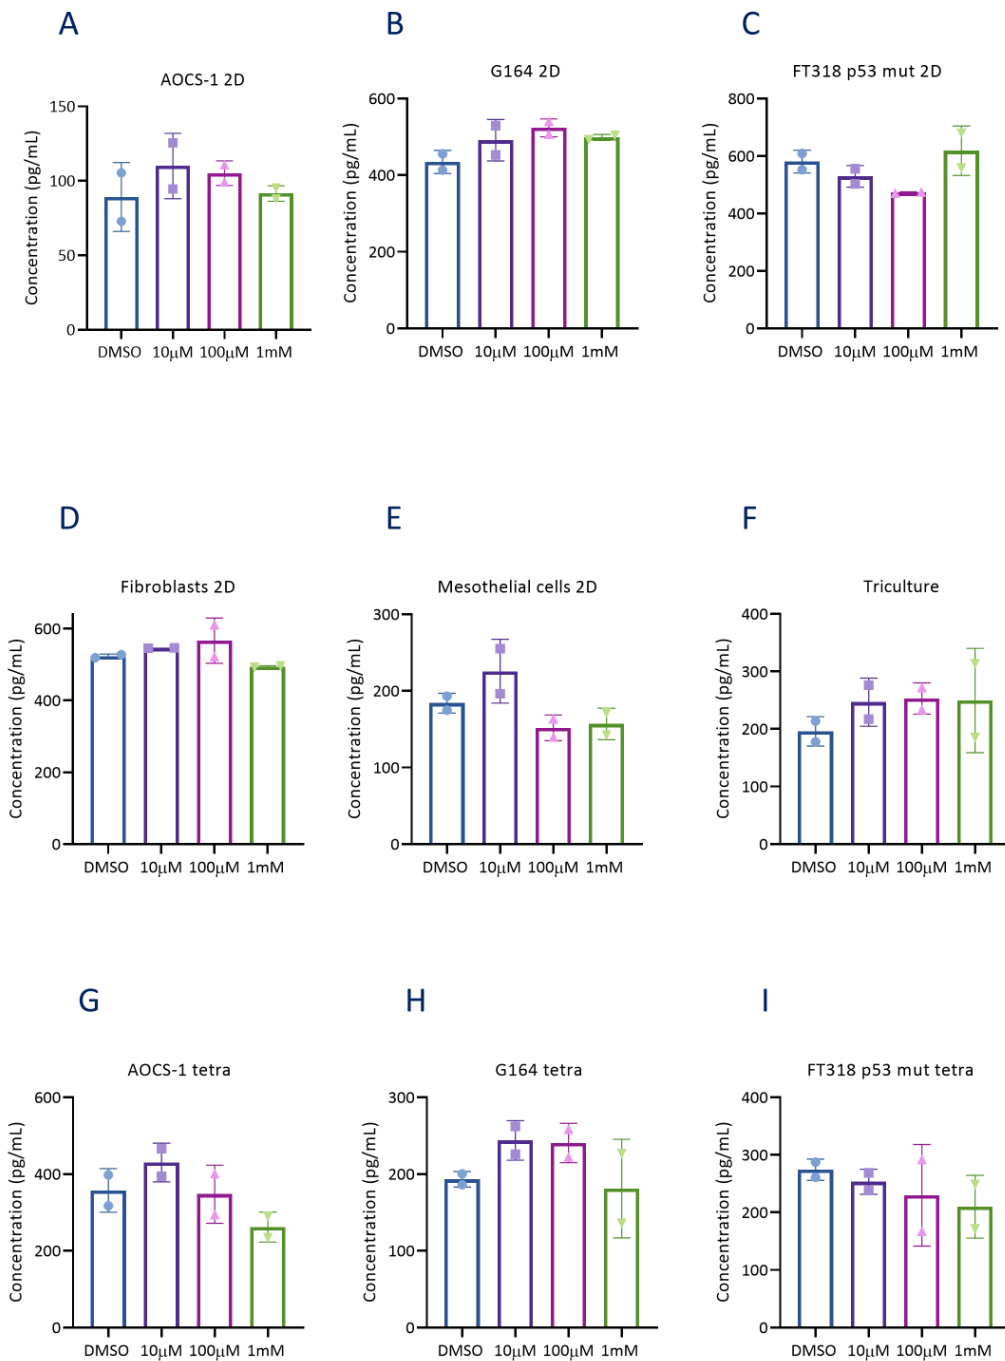 A
B
C
AOCS-1 2D
G164 2D
FT318 p53 mut 2D
Concentration (pg/mL)
150
100
50
0
DMSO 10µM 100µM 1mM
Concentration (pg/mL)
600
400
200
0
DMSO 10µM 100µM 1mM
Concentration (pg/mL)
800
600
400
200
0
DMSO 10µM 100µM 1mM
D
E
F
Fibroblasts 2D
Mesothelial cells 2D
Triculture
Concentration (pg/mL)
600
400
200
0
DMSO 10µM 100µM 1mM
Concentration (pg/mL)
300
200
100
0
DMSO 10µM 100µM 1mM
Concentration (pg/mL)
400
300
200
100
0
DMSO 10µM 100µM 1mM
G
H
I
AOCS-1 tetra
G164 tetra
FT318 p53 mut tetra
Concentration (pg/mL)
600
400
200
0
DMSO 10µM 100µM 1mM
Concentration (pg/mL)
300
200
100
0
DMSO 10µM 100µM 1mM
Concentration (pg/mL)
400
300
200
100
0
DMSO 10µM 100µM 1mM